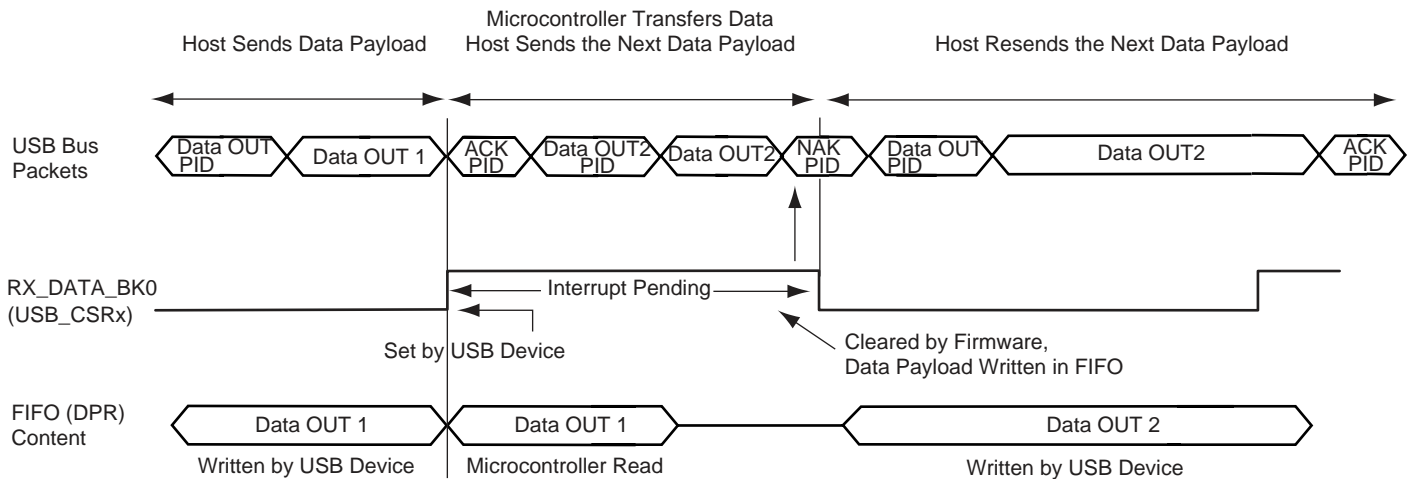 Host Sends Data Payload
Microcontroller Transfers Data
Host Sends the Next Data Payload
Host Resends the Next Data Payload
USB Bus
Packets
Data OUT
PID
Data OUT 1
ACK
PID
Data OUT2
PID
Data OUT2
NAK
PID
Data OUT
PID
Data OUT2
ACK
PID
RX_DATA_BK0
(USB_CSRx)
Interrupt Pending
Set by USB Device
Cleared by Firmware,
Data Payload Written in FIFO
FIFO (DPR)
Content
Data OUT 1
Data OUT 1
Data OUT 2
Written by USB Device
Microcontroller Read
Written by USB Device